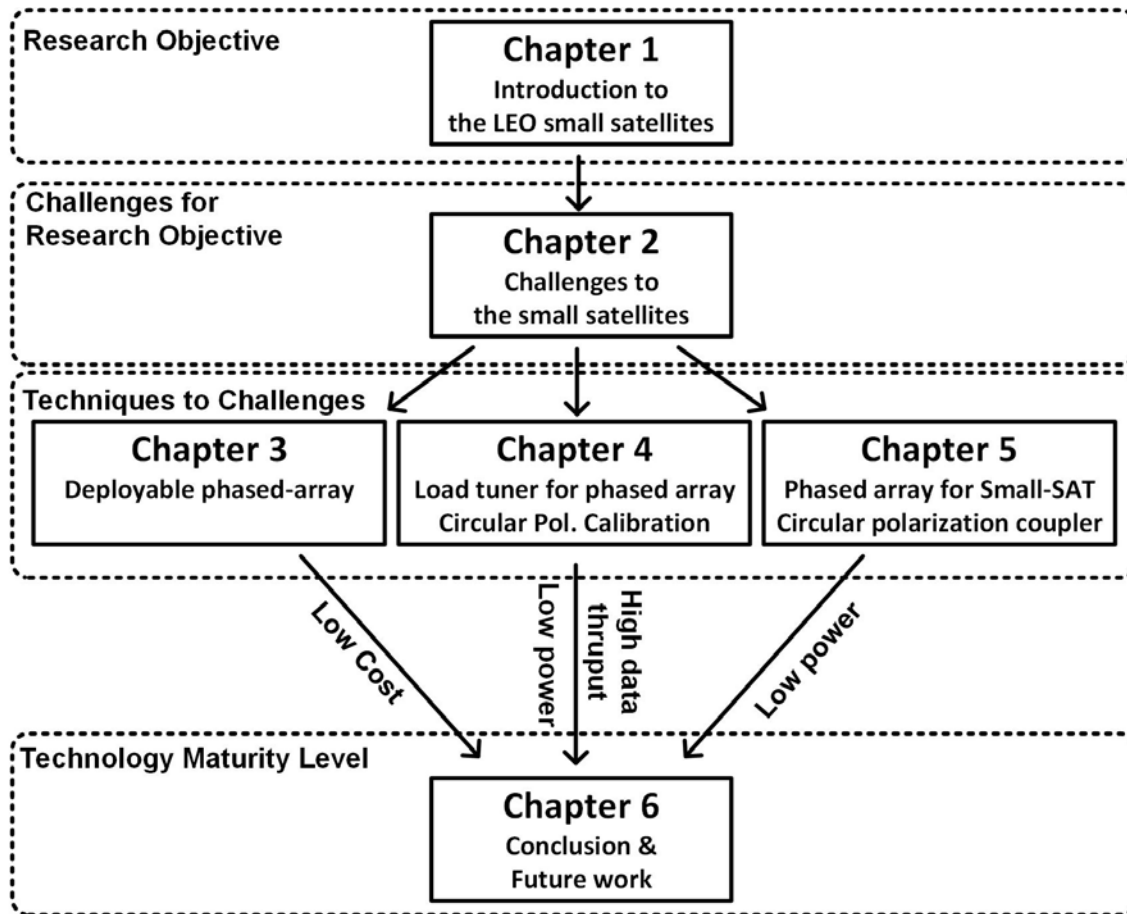 Research Objective
Chapter 1
Introduction to
the LEO small satellites
Challenges for
Research Objective
Chapter 2
Challenges to
the small satellites
Techniques to Challenges
Chapter 3
Deployable phased-array
Chapter 4
Load tuner for phased array
Circular Pol. Calibration
Chapter 5
Phased array for Small-SAT
Circular polarization coupler
Low Cost
Low power
High data
thruput
Low power
Technology Maturity Level
Chapter 6
Conclusion &
Future work